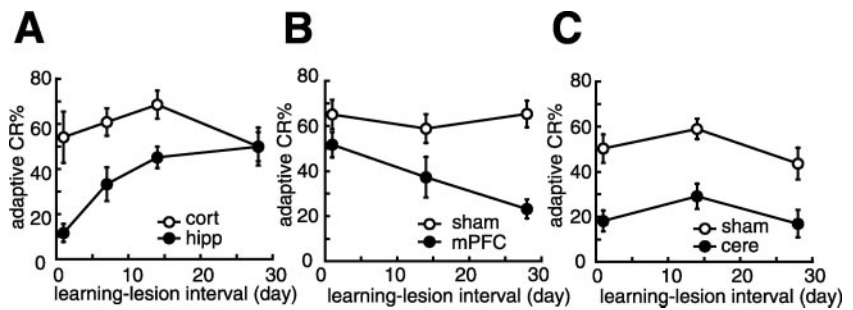 A
adaptive CR%
80
60
40
20
0
cort
hipp
0 10 20 30
learning-lesion interval (day)
B
adaptive CR%
80
60
40
20
0
sham
mPFC
0 10 20 30
learning-lesion interval (day)
C
adaptive CR%
80
60
40
20
0
sham
cere
0 10 20 30
learning-lesion interval (day)